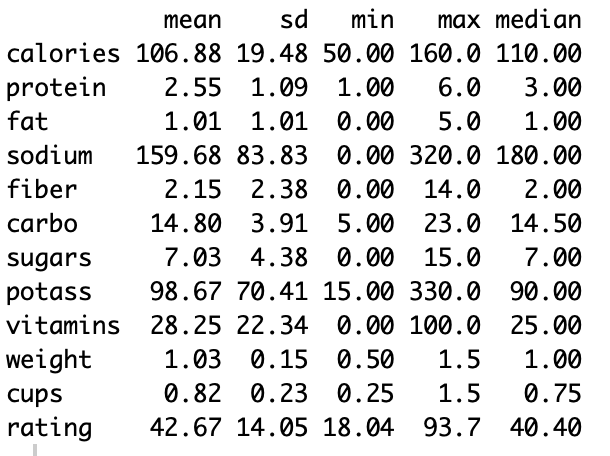 mean sd min max median
calories 106.88 19.48 50.00 160.0 110.00
protein 2.55 1.09 1.00 6.0 3.00
fat 1.01 1.01 0.00 5.0 1.00
sodium 159.68 83.83 0.00 320.0 180.00
fiber 2.15 2.38 0.00 14.0 2.00
carbo 14.80 3.91 5.00 23.0 14.50
sugars 7.03 4.38 0.00 15.0 7.00
potass 98.67 70.41 15.00 330.0 90.00
vitamins 28.25 22.34 0.00 100.0 25.00
weight 1.03 0.15 0.50 1.5 1.00
cups 0.82 0.23 0.25 1.5 0.75
rating 42.67 14.05 18.04 93.7 40.40